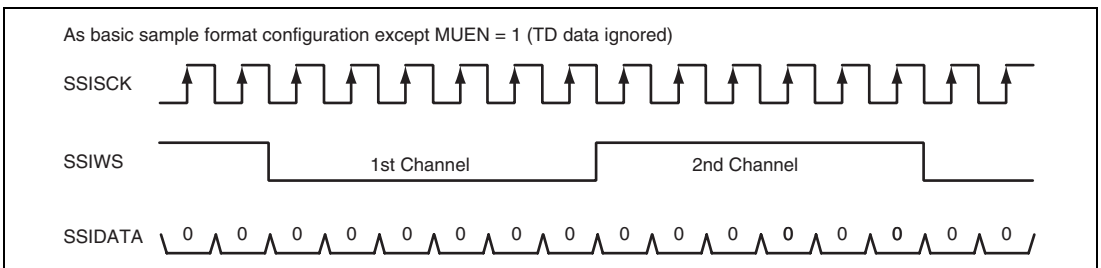 As basic sample format configuration except MUEN = 1 (TD data ignored)
SSISCK
SSIWS
1st Channel
2nd Channel
SSIDATA
0 0 0 0 0 0 0 0 0 0 0 0 0 0 0 0